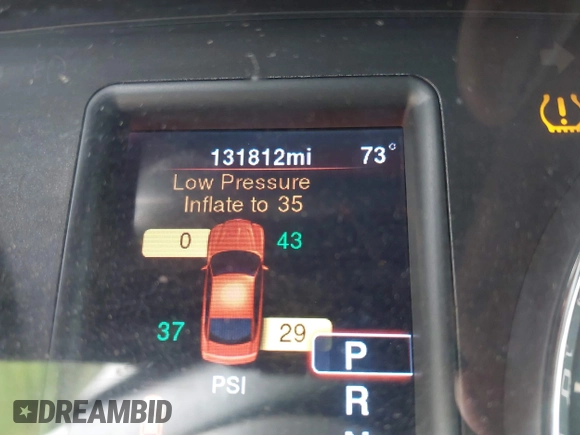 131812mi 73°
Low Pressure
Inflate to 35
0 43
37 29
PSI
P
R
DREAMBID